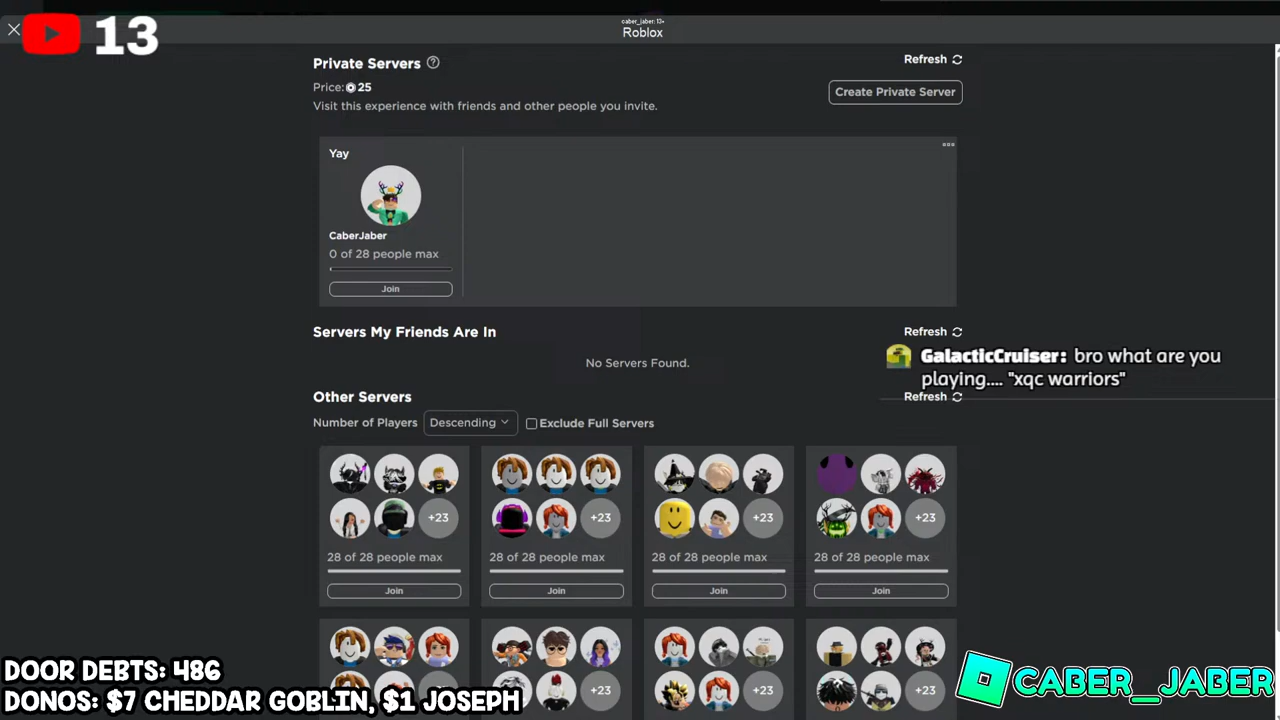 caber_jaber: 13+
Roblox
13
Private Servers
Refresh
Price: 25
Create Private Server
Visit this experience with friends and other people you invite.
Yay
CaberJaber
0 of 28 people max
Join
Servers My Friends Are In
Refresh
GalacticCruiser: bro what are you
playing.... "xqc warriors"
No Servers Found.
Other Servers
Refresh
Number of Players
Descending
Exclude Full Servers
+23
+23
+23
+23
28 of 28 people max
28 of 28 people max
28 of 28 people max
28 of 28 people max
Join
Join
Join
Join
+23
+23
+23
DOOR DEBTS: 486
DONOS: $7 CHEDDAR GOBLIN, $1 JOSEPH
CABER_JABER